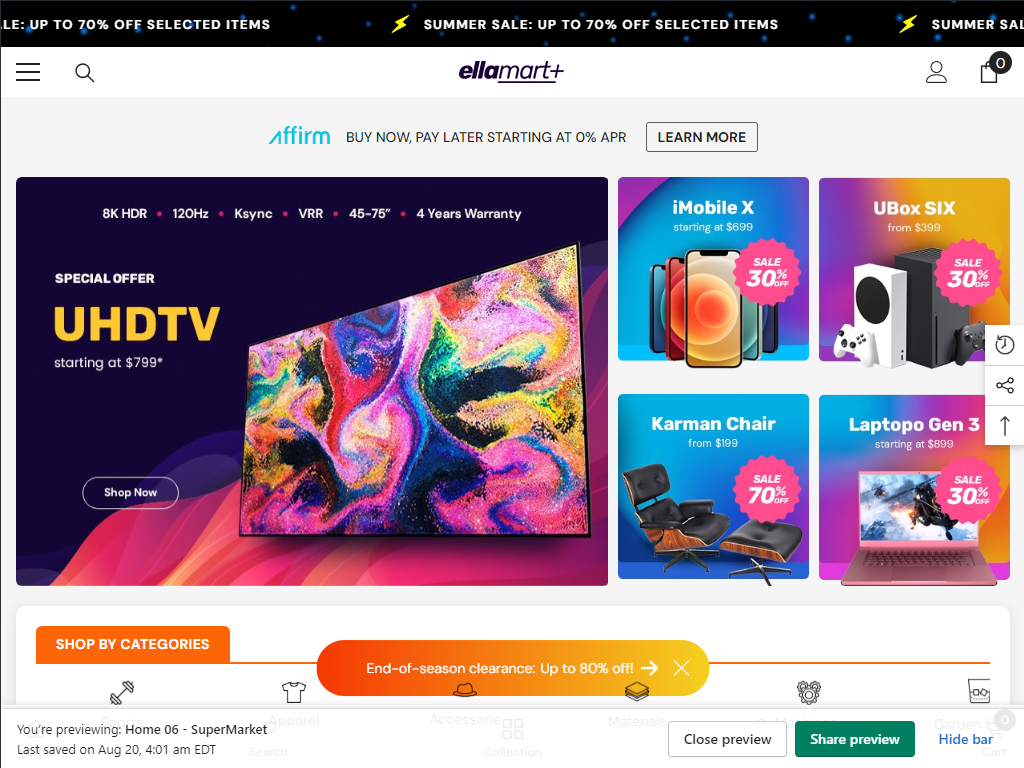 LE: UP TO 70% OFF SELECTED ITEMS
SUMMER SALE: UP TO 70% OFF SELECTED ITEMS
SUMMER SAL
ellamart+
0
affirm BUY NOW, PAY LATER STARTING AT 0% APR LEARN MORE
8K HDR • 120Hz • Ksync • VRR • 45-75” • 4 Years Warranty
SPECIAL OFFER
UHDTV
starting at $799*
Shop Now
iMobile X
starting at $699
SALE
30% OFF
UBox SIX
from $399
SALE
30% OFF
Karman Chair
from $199
SALE
70% OFF
Laptopo Gen 3
starting at $899
SALE
30% OFF
SHOP BY CATEGORIES
End-of-season clearance: Up to 80% off!
Sports
Apparel
Accessorie
Materials
Garden
You’re previewing: Home 06 - SuperMarket
Last saved on Aug 20, 4:01 am EDT
Search
Collection
Close preview
Share preview
Hide bar
0
Cart